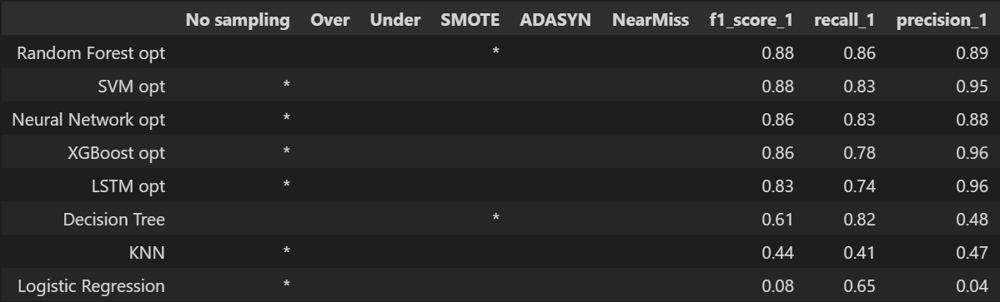 No sampling Over Under SMOTE ADASYN NearMiss f1_score_1 recall_1 precision_1
Random Forest opt * 0.88 0.86 0.89
SVM opt * 0.88 0.83 0.95
Neural Network opt * 0.86 0.83 0.88
XGBoost opt * 0.86 0.78 0.96
LSTM opt * 0.83 0.74 0.96
Decision Tree * 0.61 0.82 0.48
KNN * 0.44 0.41 0.47
Logistic Regression * 0.08 0.65 0.04